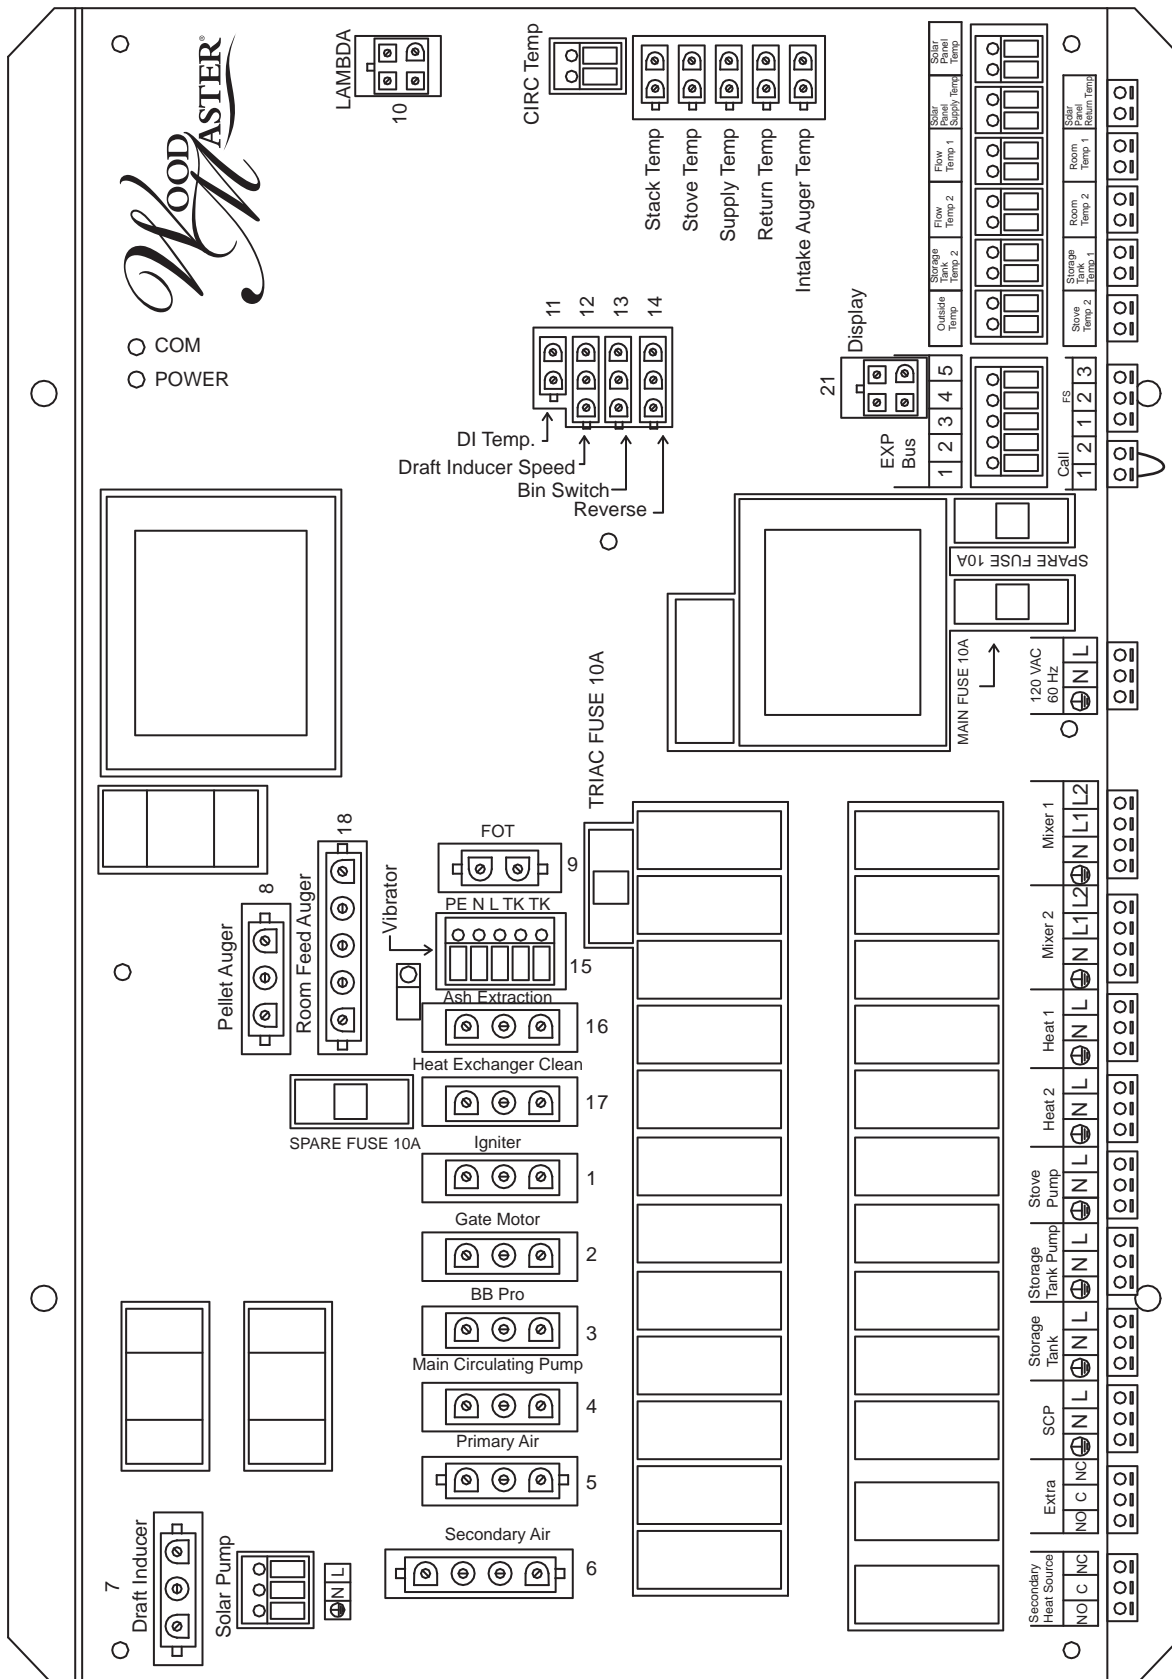 WOOD MASTER®
COM
POWER
LAMBDA
10
CIRC Temp
Stack Temp
Stove Temp
Supply Temp
Return Temp
Intake Auger Temp
Solar
Panel
Temp
Solar
Panel
Supply Temp
Flow
Temp 1
Flow
Temp 2
Storage
Tank
Temp 2
Outside
Temp
Solar
Panel
Return Temp
Room
Temp 1
Room
Temp 2
Storage
Tank
Temp 1
Stove
Temp 2
11
12
13
14
DI Temp.
Draft Inducer Speed
Bin Switch
Reverse
21
Display
EXP
Bus
1 2 3 4 5
Call
1 2
FS
1 2 3
SPARE FUSE 10A
MAIN FUSE 10A
120 VAC
60 Hz
N L
TRIAC FUSE 10A
8
Pellet Auger
18
Room Feed Auger
Vibrator
FOT
9
PE N L TK TK
15
Ash Extraction
16
Heat Exchanger Clean
17
SPARE FUSE 10A
Igniter
1
Gate Motor
2
BB Pro
3
Main Circulating Pump
4
Primary Air
5
Secondary Air
6
7
Draft Inducer
Solar Pump
N L
Mixer 1
N L1 L2
Mixer 2
N L1 L2
Heat 1
N L
Heat 2
N L
Stove
Pump
N L
Storage
Tank Pump
N L
Storage
Tank
N L
SCP
N L
Extra
NO C NC
Secondary
Heat Source
NO C NC